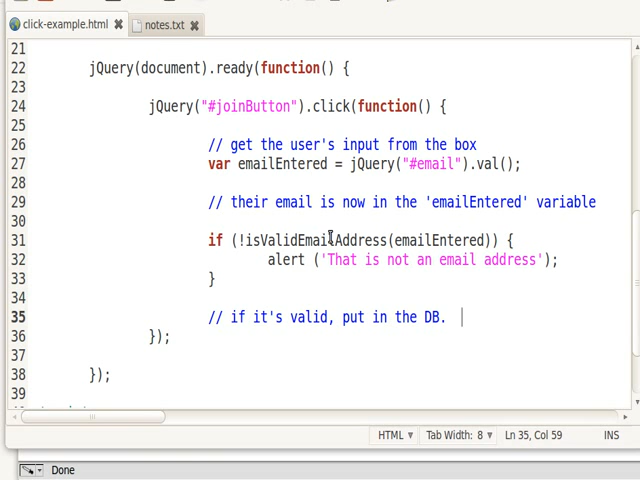 click-example.html
notes.txt
21
22 jQuery(document).ready(function() {
23
24 jQuery("#joinButton").click(function() {
25
26 // get the user's input from the box
27 var emailEntered = jQuery("#email").val();
28
29 // their email is now in the 'emailEntered' variable
30
31 if (!isValidEmailAddress(emailEntered)) {
32 alert ('That is not an email address');
33 }
34
35 // if it's valid, put in the DB.
36 });
37
38 });
39
HTML Tab Width: 8 Ln 35, Col 59 INS
Done